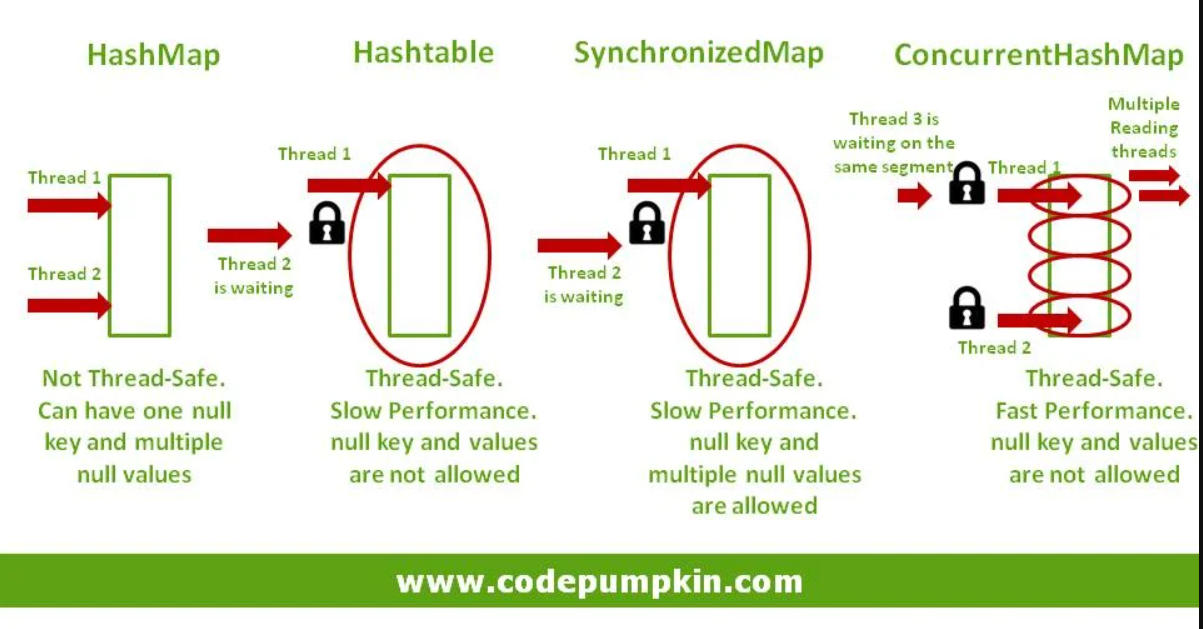 HashMap
Hashtable
SynchronizedMap
ConcurrentHashMap
Thread 1
Thread 2
Not Thread-Safe.
Can have one null
key and multiple
null values
Thread 1
Thread 2
is waiting
Thread-Safe.
Slow Performance.
null key and values
are not allowed
Thread 1
Thread 2
is waiting
Thread-Safe.
Slow Performance.
null key and
multiple null values
are allowed
Thread 3 is
waiting on the
same segment
Thread 1
Multiple
Reading
threads
Thread 2
Thread-Safe.
Fast Performance.
null key and values
are not allowed
www.codepumpkin.com